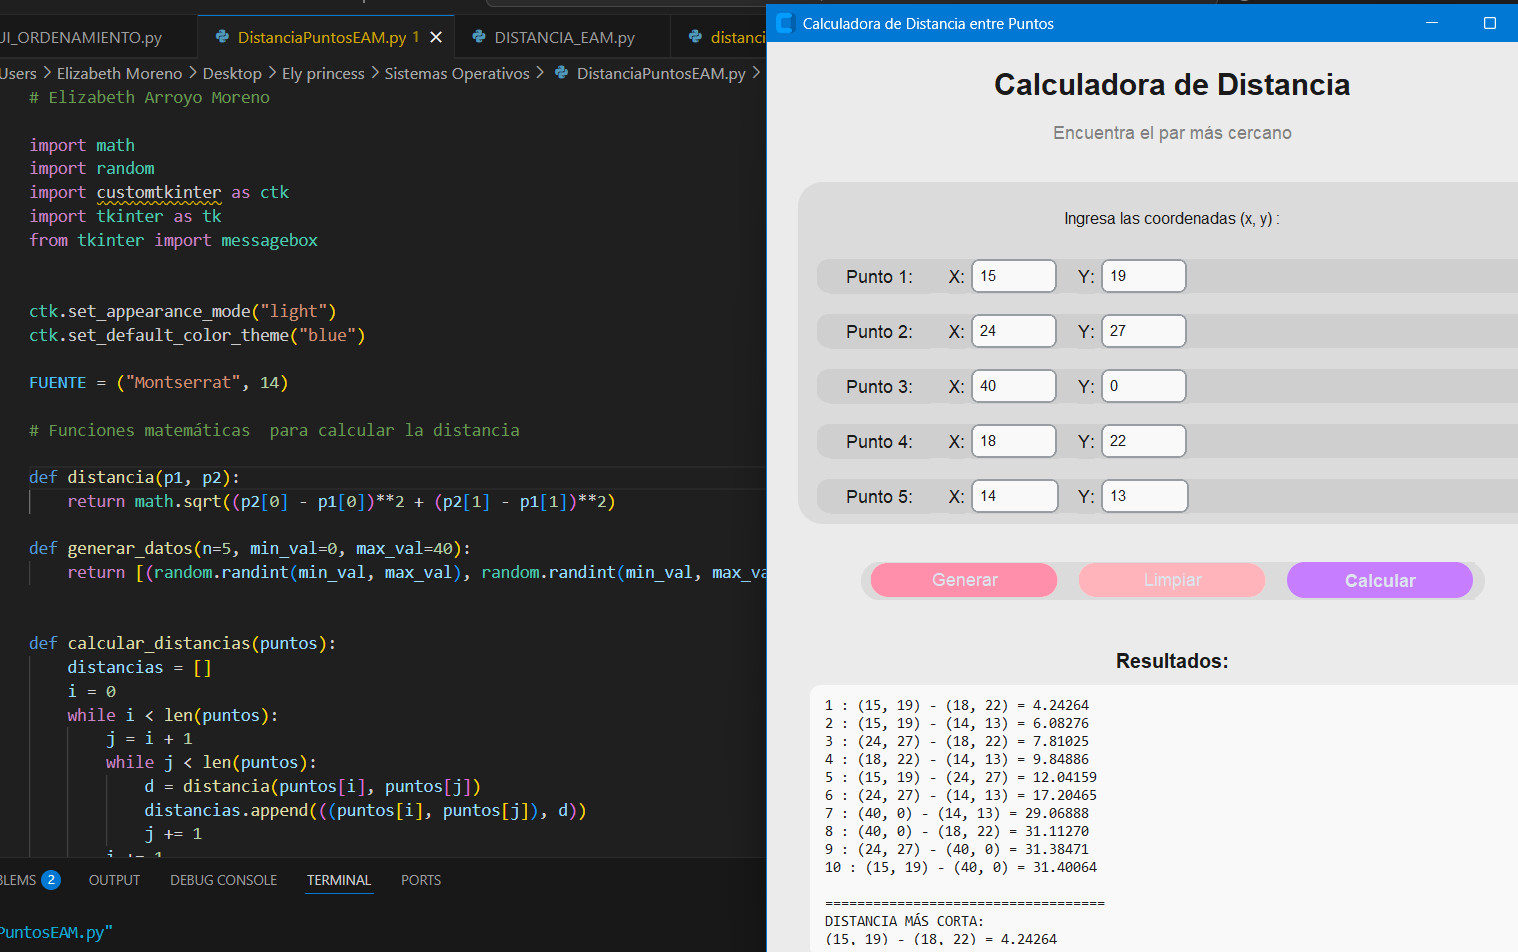 UI_ORDENAMIENTO.py
DistanciaPuntosEAM.py 1
DISTANCIA_EAM.py
distanci
Users > Elizabeth Moreno > Desktop > Ely princess > Sistemas Operativos > DistanciaPuntosEAM.py >
# Elizabeth Arroyo Moreno
import math
import random
import customtkinter as ctk
import tkinter as tk
from tkinter import messagebox
ctk.set_appearance_mode("light")
ctk.set_default_color_theme("blue")
FUENTE = ("Montserrat", 14)
# Funciones matemáticas  para calcular la distancia
def distancia(p1, p2):
return math.sqrt((p2[0] - p1[0])**2 + (p2[1] - p1[1])**2)
def generar_datos(n=5, min_val=0, max_val=40):
return [(random.randint(min_val, max_val), random.randint(min_val, max_va
def calcular_distancias(puntos):
distancias = []
i = 0
while i < len(puntos):
j = i + 1
while j < len(puntos):
d = distancia(puntos[i], puntos[j])
distancias.append(((puntos[i], puntos[j]), d))
j += 1
i += 1
BLEMS 2
OUTPUT
DEBUG CONSOLE
TERMINAL
PORTS
PuntosEAM.py"
Calculadora de Distancia entre Puntos
Calculadora de Distancia
Encuentra el par más cercano
Ingresa las coordenadas (x, y) :
Punto 1: X: 15 Y: 19
Punto 2: X: 24 Y: 27
Punto 3: X: 40 Y: 0
Punto 4: X: 18 Y: 22
Punto 5: X: 14 Y: 13
Generar
Limpiar
Calcular
Resultados:
1 : (15, 19) - (18, 22) = 4.24264
2 : (15, 19) - (14, 13) = 6.08276
3 : (24, 27) - (18, 22) = 7.81025
4 : (18, 22) - (14, 13) = 9.84886
5 : (15, 19) - (24, 27) = 12.04159
6 : (24, 27) - (14, 13) = 17.20465
7 : (40, 0) - (14, 13) = 29.06888
8 : (40, 0) - (18, 22) = 31.11270
9 : (24, 27) - (40, 0) = 31.38471
10 : (15, 19) - (40, 0) = 31.40064
===================================
DISTANCIA MÁS CORTA:
(15, 19) - (18, 22) = 4.24264